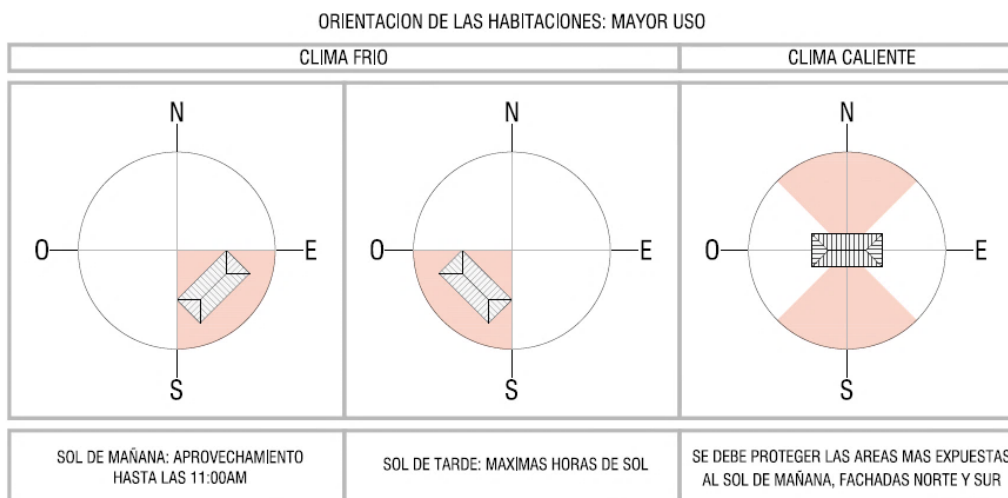 ORIENTACION DE LAS HABITACIONES: MAYOR USO
CLIMA FRIO
CLIMA CALIENTE
N
O
E
S
N
O
E
S
N
O
E
S
SOL DE MAÑANA: APROVECHAMIENTO
HASTA LAS 11:00AM
SOL DE TARDE: MAXIMAS HORAS DE SOL
SE DEBE PROTEGER LAS AREAS MAS EXPUESTAS
AL SOL DE MAÑANA, FACHADAS NORTE Y SUR